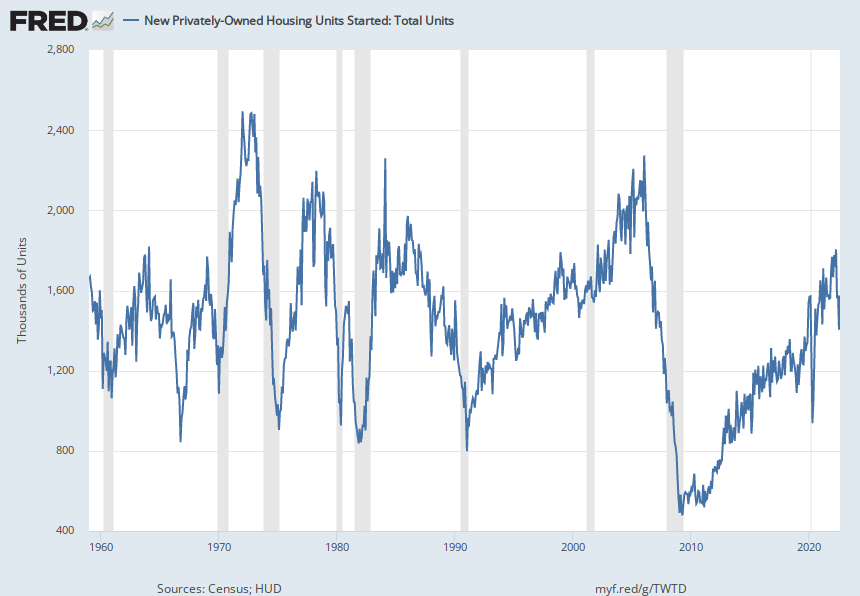 FRED
New Privately-Owned Housing Units Started: Total Units
Thousands of Units
2,800
2,400
2,000
1,600
1,200
800
400
1960 1970 1980 1990 2000 2010 2020
Sources: Census; HUD myf.red/g/TWTD